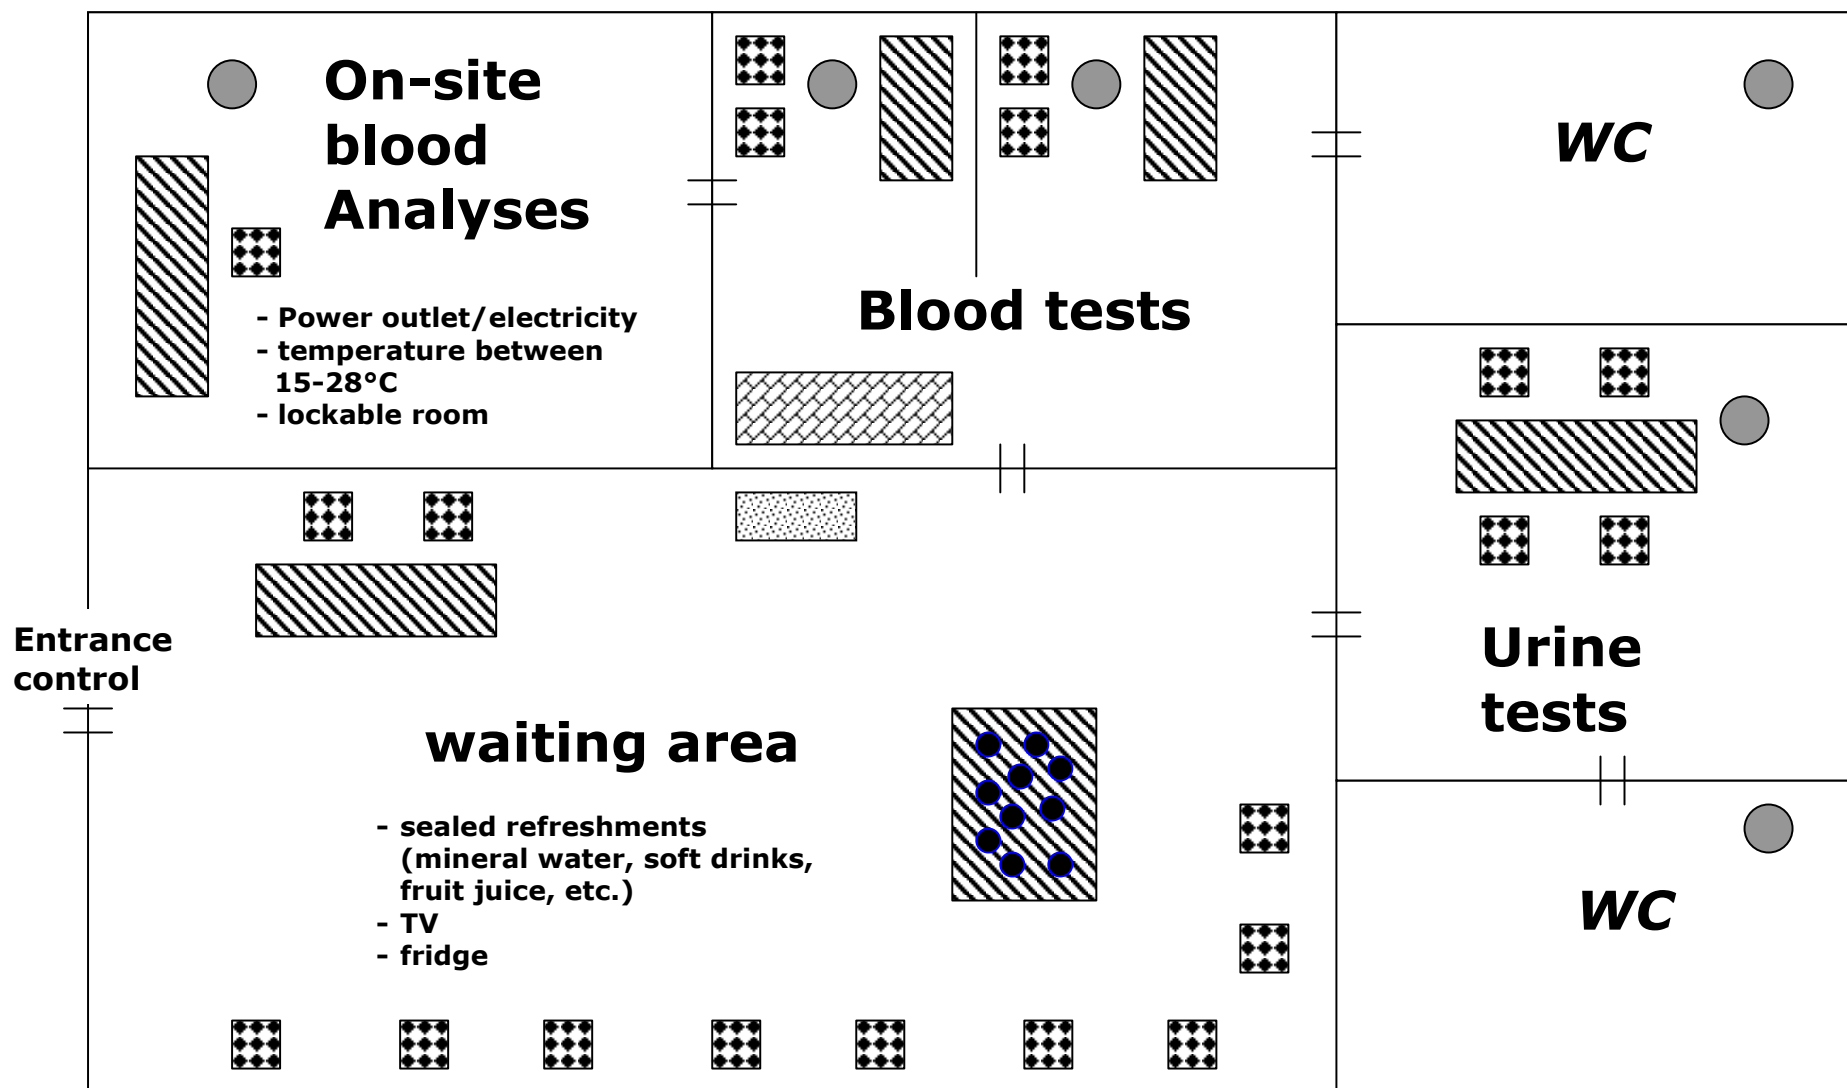 On-site
blood
Analyses
- Power outlet/electricity
- temperature between
15-28°C
- lockable room
Blood tests
WC
Entrance
control
waiting area
- sealed refreshments
(mineral water, soft drinks,
fruit juice, etc.)
- TV
- fridge
Urine
tests
WC